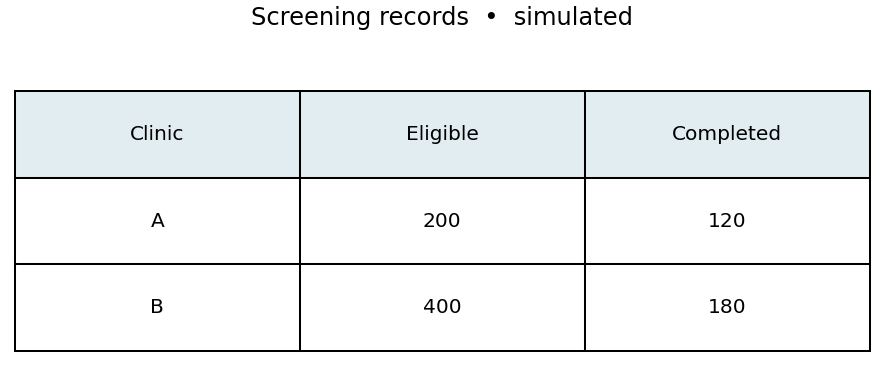 Screening records • simulated
Clinic Eligible Completed
A 200 120
B 400 180